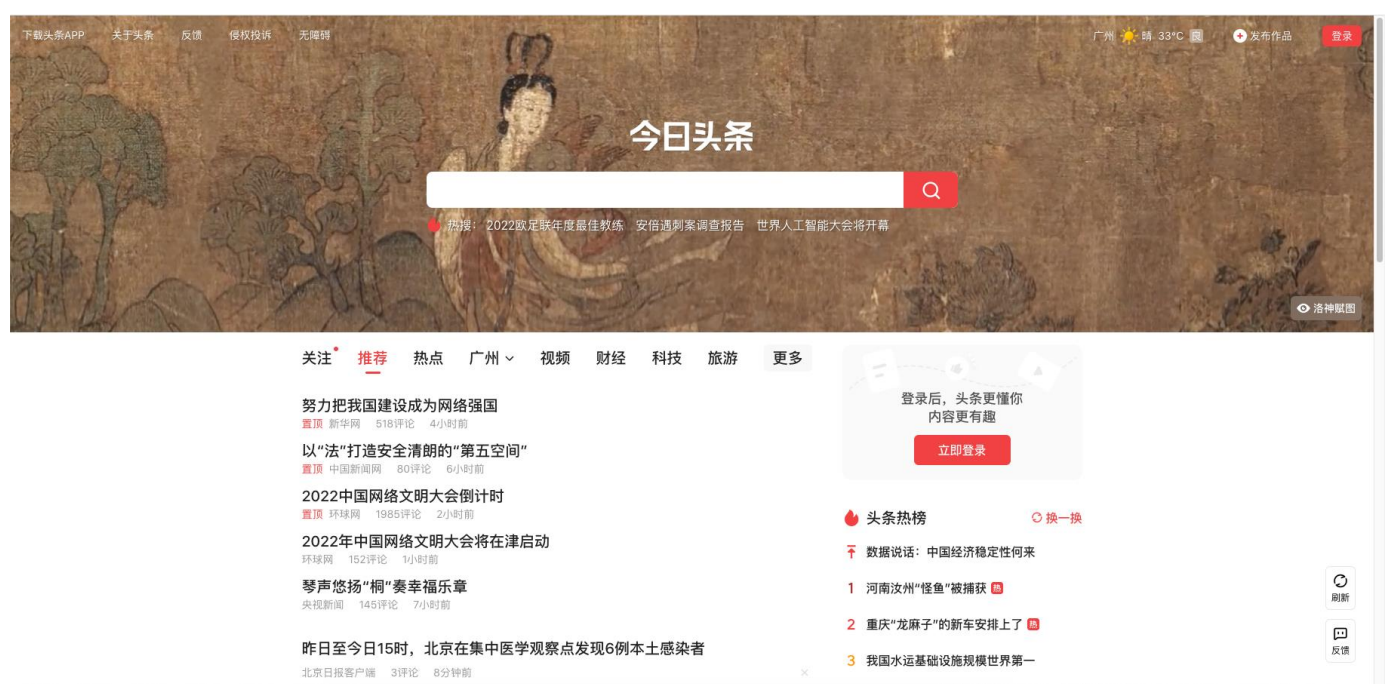 下载头条APP 关于头条 反馈 侵权投诉 无障碍 广州 晴 33°C 良 发布作品 登录
今日头条
热搜： 2022欧足联年度最佳教练 安倍遇刺案调查报告 世界人工智能大会将开幕
洛神赋图
关注 推荐 热点 广州 视频 财经 科技 旅游 更多
努力把我国建设成为网络强国
置顶 新华网 518评论 4小时前
以“法”打造安全清朗的“第五空间”
置顶 中国新闻网 80评论 6小时前
2022中国网络文明大会倒计时
置顶 环球网 1985评论 2小时前
2022年中国网络文明大会将在津启动
环球网 152评论 1小时前
琴声悠扬“桐”奏幸福乐章
央视新闻 145评论 7小时前
昨日至今日15时，北京在集中医学观察点发现6例本土感染者
北京日报客户端 3评论 8分钟前
登录后，头条更懂你
内容更有趣
立即登录
头条热榜 换一换
数据说话：中国经济稳定性何来
1 河南汝州“怪鱼”被捕获 热
2 重庆“龙麻子”的新车安排上了 热
3 我国水运基础设施规模世界第一
刷新
反馈